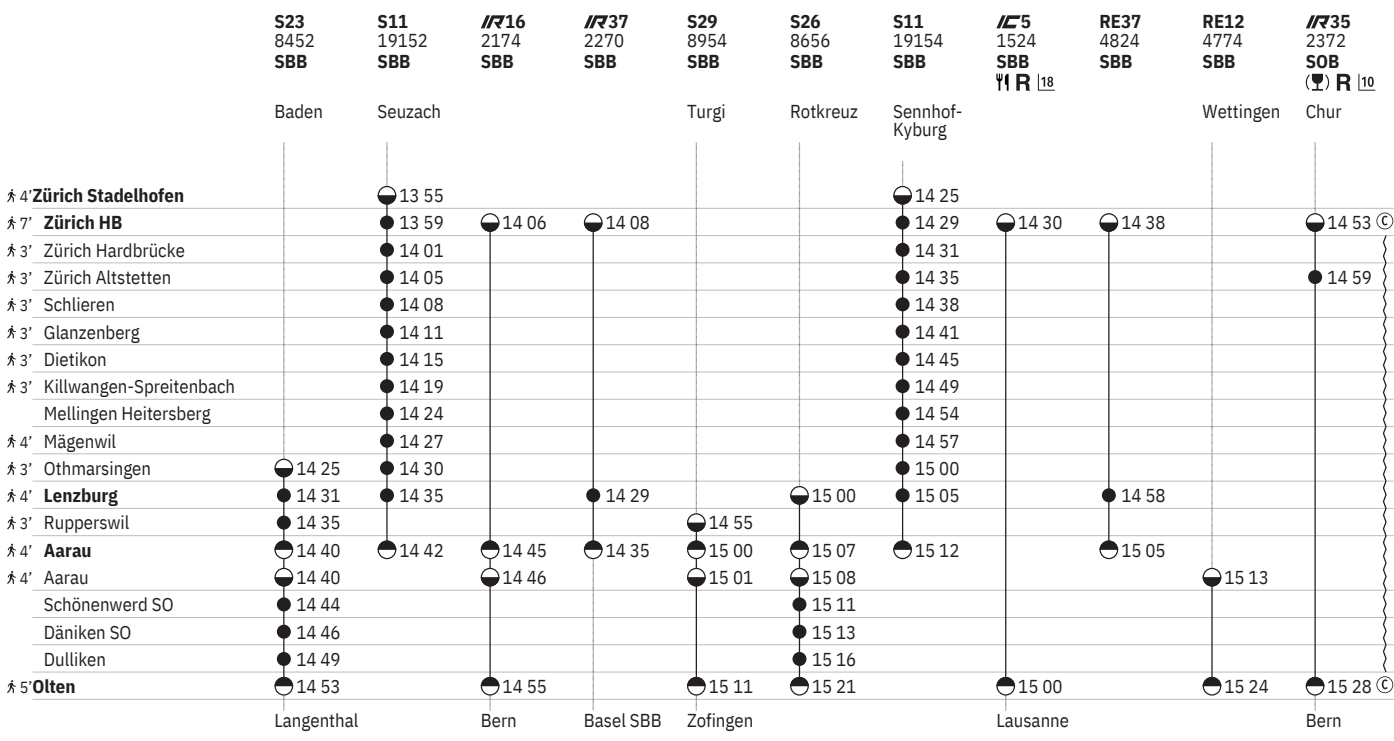 S23 S11 IR16 IR37 S29 S26 S11 IC5 RE37 RE12 IR35
8452 19152 2174 2270 8954 8656 19154 1524 4824 4774 2372
SBB SBB SBB SBB SBB SBB SBB SBB SBB SBB SOB
R 18 R 10
Baden Seuzach Turgi Rotkreuz Sennhof-Kyburg Wettingen Chur
4’ Zürich Stadelhofen 13 55 14 25
7’ Zürich HB 13 59 14 06 14 08 14 29 14 30 14 38 14 53 C
3’ Zürich Hardbrücke 14 01 14 31
3’ Zürich Altstetten 14 05 14 35 14 59
3’ Schlieren 14 08 14 38
3’ Glanzenberg 14 11 14 41
3’ Dietikon 14 15 14 45
3’ Killwangen-Spreitenbach 14 19 14 49
Mellingen Heitersberg 14 24 14 54
4’ Mägenwil 14 27 14 57
3’ Othmarsingen 14 25 14 30 15 00
4’ Lenzburg 14 31 14 35 14 29 15 00 15 05 14 58
3’ Rupperswil 14 35 14 55
4’ Aarau 14 40 14 42 14 45 14 35 15 00 15 07 15 12 15 05
4’ Aarau 14 40 14 46 15 01 15 08 15 13
Schönenwerd SO 14 44 15 11
Däniken SO 14 46 15 13
Dulliken 14 49 15 16
5’ Olten 14 53 14 55 15 11 15 21 15 00 15 24 15 28 C
Langenthal Bern Basel SBB Zofingen Lausanne Bern